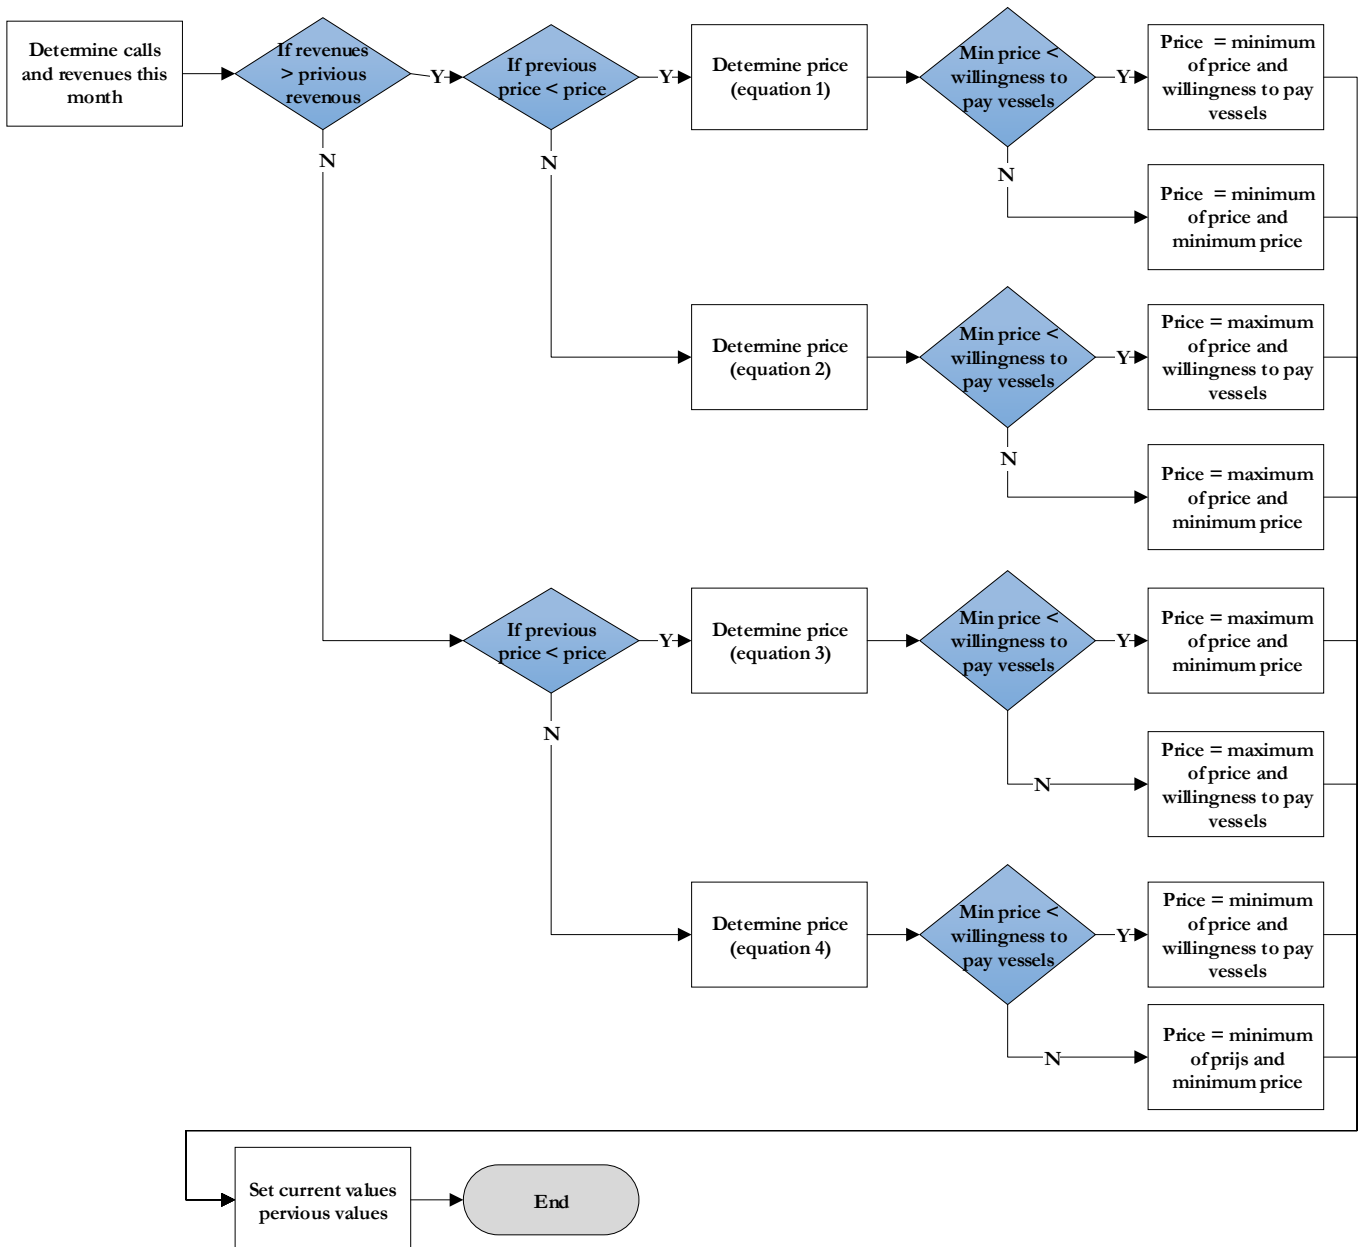 Determine calls
and revenues this
month
If revenues
> privious
revenous
Y
If previous
price < price
Y
Determine price
(equation 1)
Min price <
willingness to
pay vessels
Y
Price = minimum
of price and
willingness to pay
vessels
N
N
N
Price = minimum
of price and
minimum price
Determine price
(equation 2)
Min price <
willingness to
pay vessels
Y
Price = maximum
of price and
willingness to pay
vessels
N
Price = maximum
of price and
minimum price
If previous
price < price
Y
Determine price
(equation 3)
Min price <
willingness to
pay vessels
Y
Price = maximum
of price and
minimum price
N
N
Price = maximum
of price and
willingness to pay
vessels
Determine price
(equation 4)
Min price <
willingness to
pay vessels
Y
Price = minimum
of price and
willingness to pay
vessels
N
Price = minimum
of prijs and
minimum price
Set current values
pervious values
End